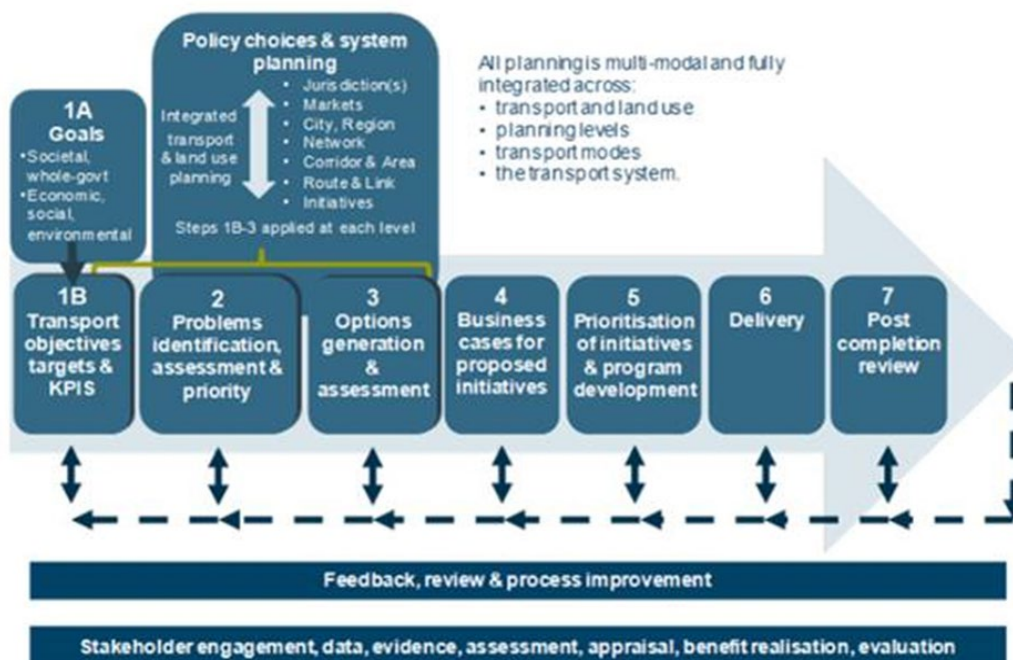 Policy choices & system
planning
Integrated
transport
& land use
planning
• Jurisdiction(s)
• Markets
• City, Region
• Network
• Corridor & Area
• Route & Link
• Initiatives
Steps 1B-3 applied at each level
All planning is multi-modal and fully
integrated across:
• transport and land use
• planning levels
• transport modes
• the transport system.
1A
Goals
•Societal,
whole-govt
•Economic,
social,
environmental
1B
Transport
objectives
targets &
KPIS
2
Problems
identification,
assessment &
priority
3
Options
generation
&
assessment
4
Business
cases for
proposed
initiatives
5
Prioritisation
of initiatives
& program
development
6
Delivery
7
Post
completion
review
Feedback, review & process improvement
Stakeholder engagement, data, evidence, assessment, appraisal, benefit realisation, evaluation